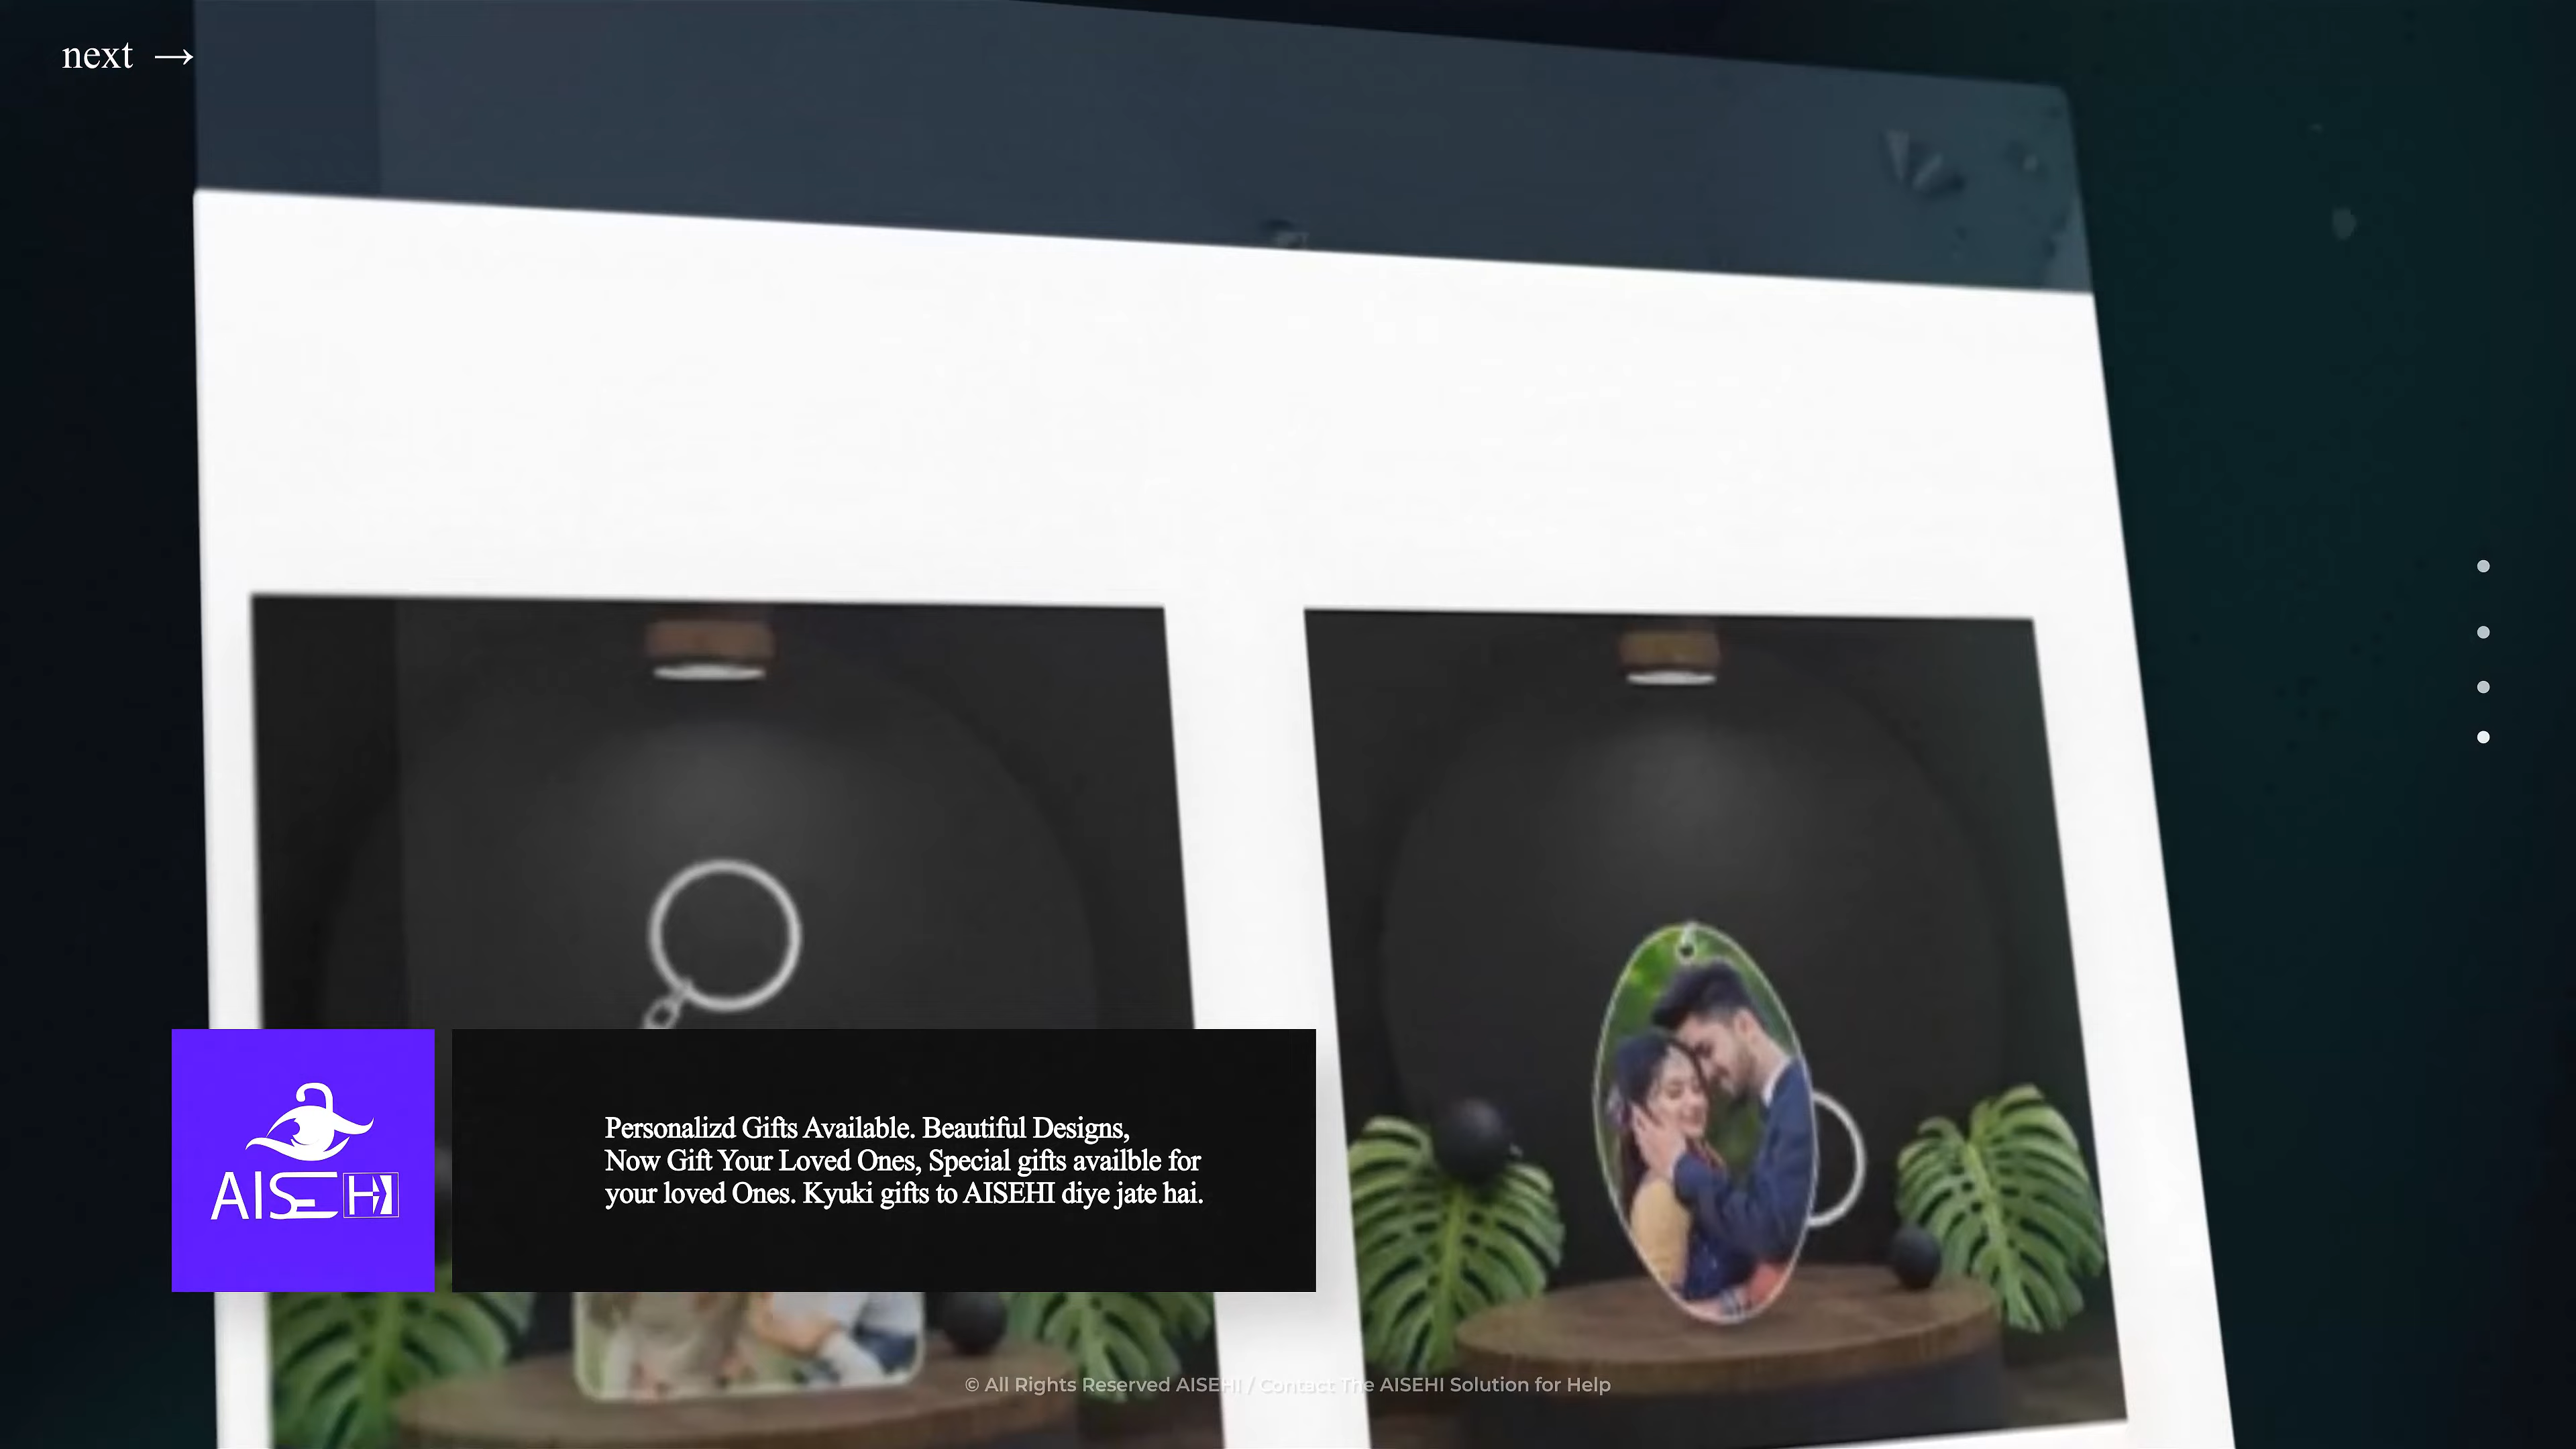 next →
AISEHI
Personalizd Gifts Available. Beautiful Designs,
Now Gift Your Loved Ones, Special gifts availble for
your loved Ones. Kyuki gifts to AISEHI diye jate hai.
© All Rights Reserved AISEHI / Contact The AISEHI Solution for Help